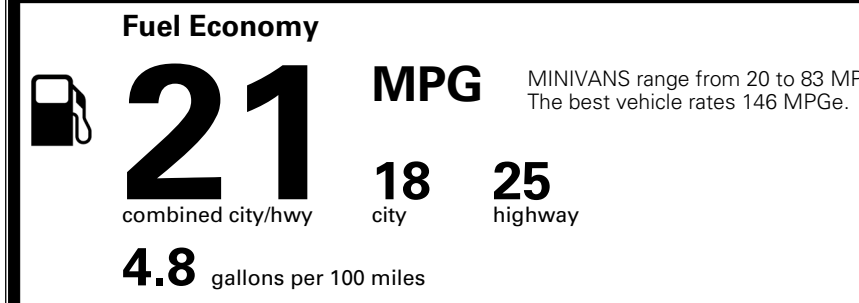 Fuel Economy
21 MPG
MINIVANS range from 20 to 83
The best vehicle rates 146 MPGe.
18 25
combined city/hwy city highway
4.8 gallons per 100 miles